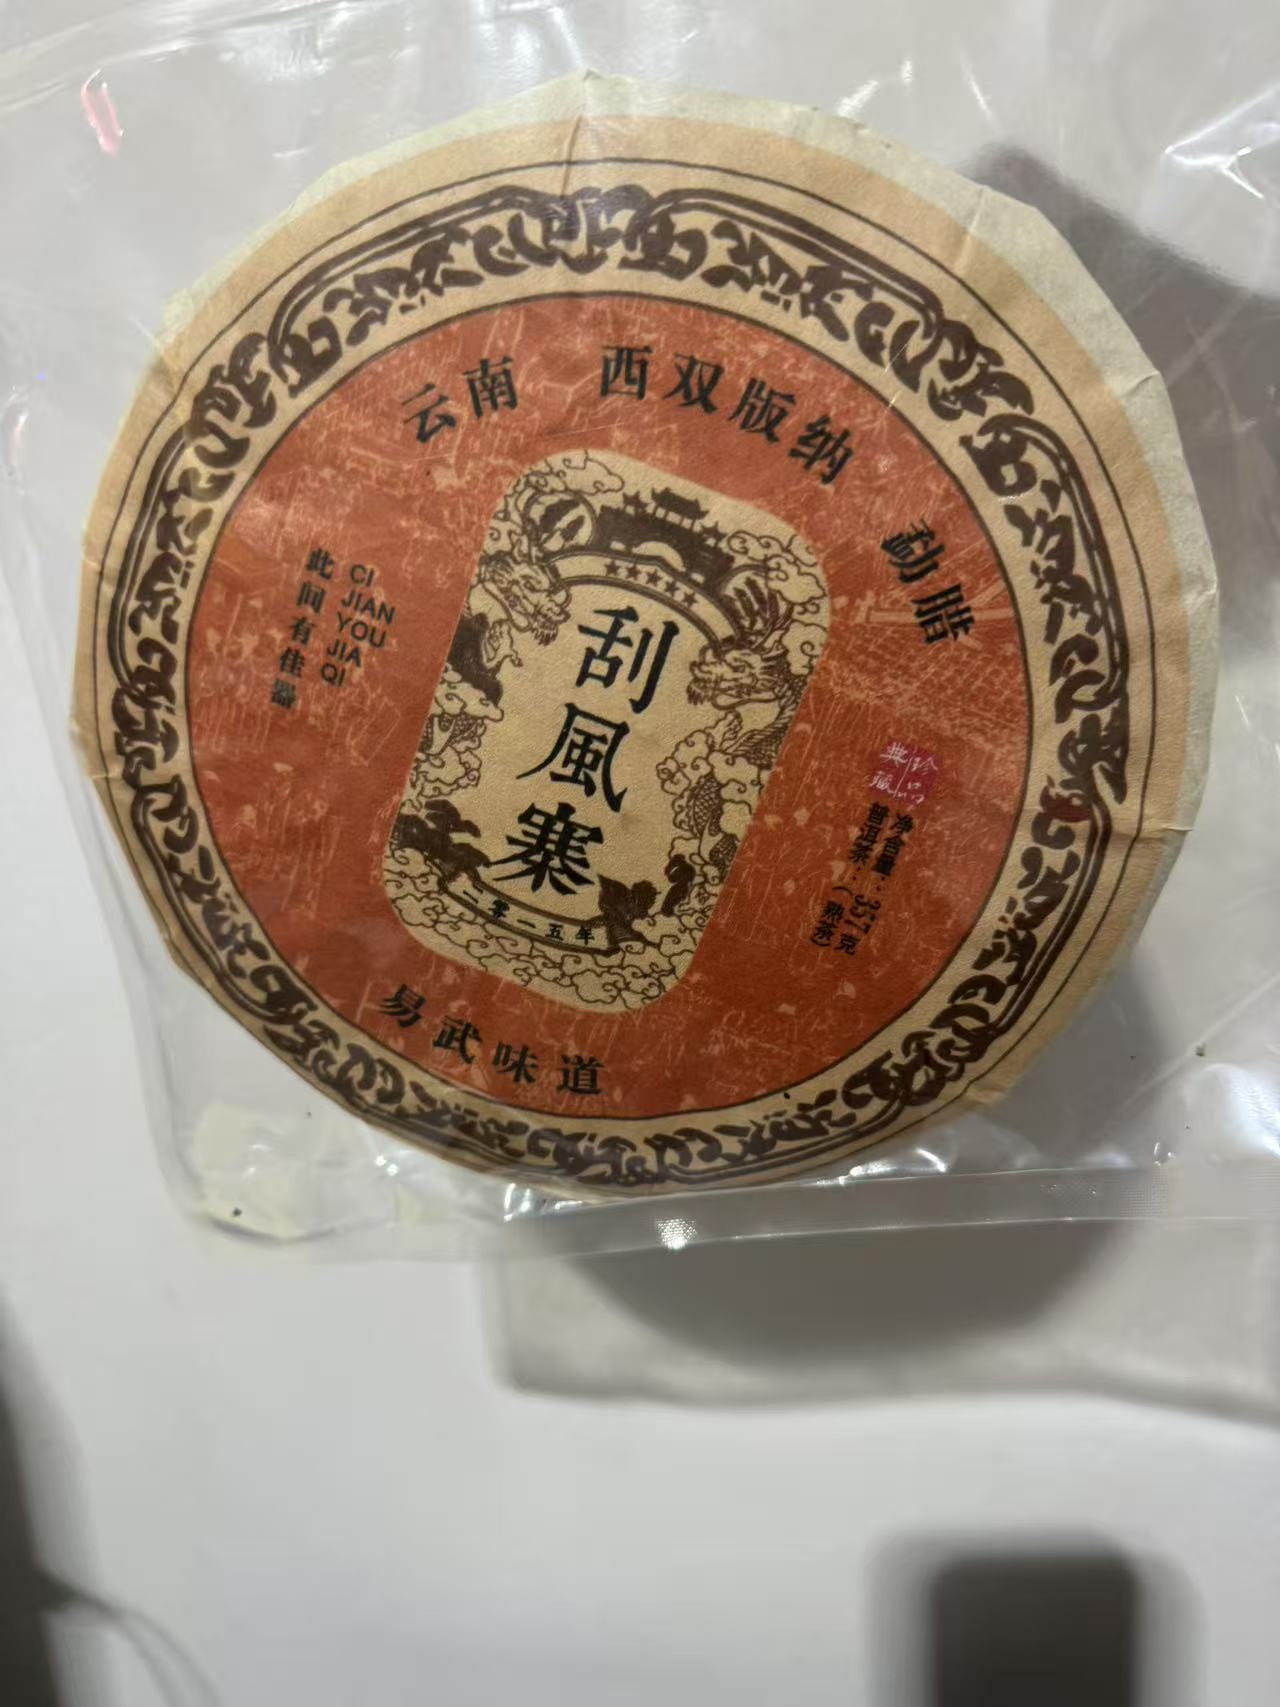 云南 西双版纳 勐腊
此间有佳器
CI
JIAN
YOU
JIA
QI
刮風寨
二零一五年
珍品
典藏
净含量：357克
普洱茶：（熟茶）
易武味道